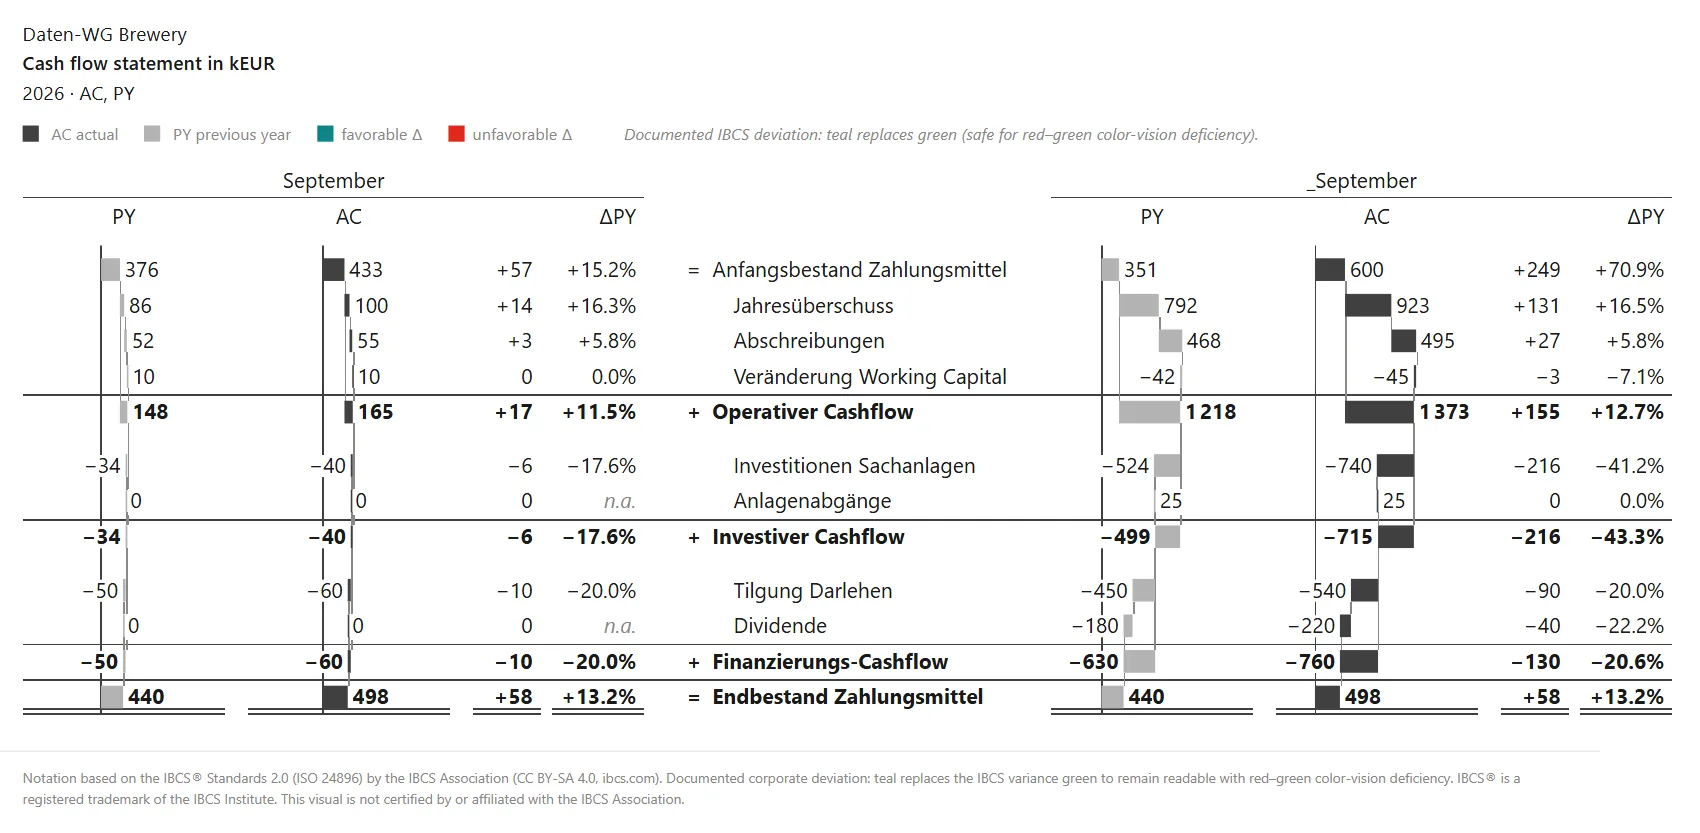 Daten-WG Brewery
Cash flow statement in kEUR
2026 · AC, PY
AC actual PY previous year favorable Δ unfavorable Δ Documented IBCS deviation: teal replaces green (safe for red–green color-vision deficiency).
September _September
PY AC ΔPY PY AC ΔPY
376 433 +57 +15.2% = Anfangsbestand Zahlungsmittel 351 600 +249 +70.9%
86 100 +14 +16.3% Jahresüberschuss 792 923 +131 +16.5%
52 55 +3 +5.8% Abschreibungen 468 495 +27 +5.8%
10 10 0 0.0% Veränderung Working Capital −42 −45 −3 −7.1%
148 165 +17 +11.5% + Operativer Cashflow 1 218 1 373 +155 +12.7%
−34 −40 −6 −17.6% Investitionen Sachanlagen −524 −740 −216 −41.2%
0 0 0 n.a. Anlagenabgänge 25 25 0 0.0%
−34 −40 −6 −17.6% + Investiver Cashflow −499 −715 −216 −43.3%
−50 −60 −10 −20.0% Tilgung Darlehen −450 −540 −90 −20.0%
0 0 0 n.a. Dividende −180 −220 −40 −22.2%
−50 −60 −10 −20.0% + Finanzierungs-Cashflow −630 −760 −130 −20.6%
440 498 +58 +13.2% = Endbestand Zahlungsmittel 440 498 +58 +13.2%
Notation based on the IBCS® Standards 2.0 (ISO 24896) by the IBCS Association (CC BY-SA 4.0, ibcs.com). Documented corporate deviation: teal replaces the IBCS variance green to remain readable with red–green color-vision deficiency. IBCS® is a
registered trademark of the IBCS Institute. This visual is not certified by or affiliated with the IBCS Association.